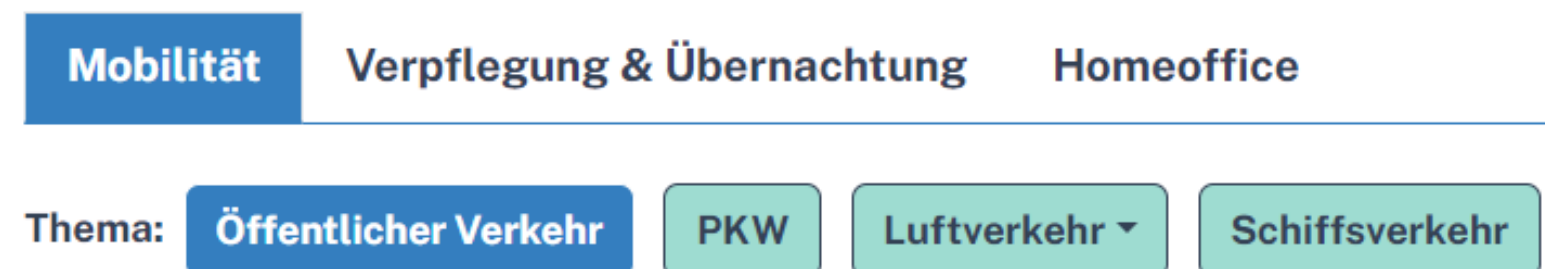 Mobilität Verpflegung & Übernachtung Homeoffice
Thema: Öffentlicher Verkehr PKW Luftverkehr Schiffsverkehr